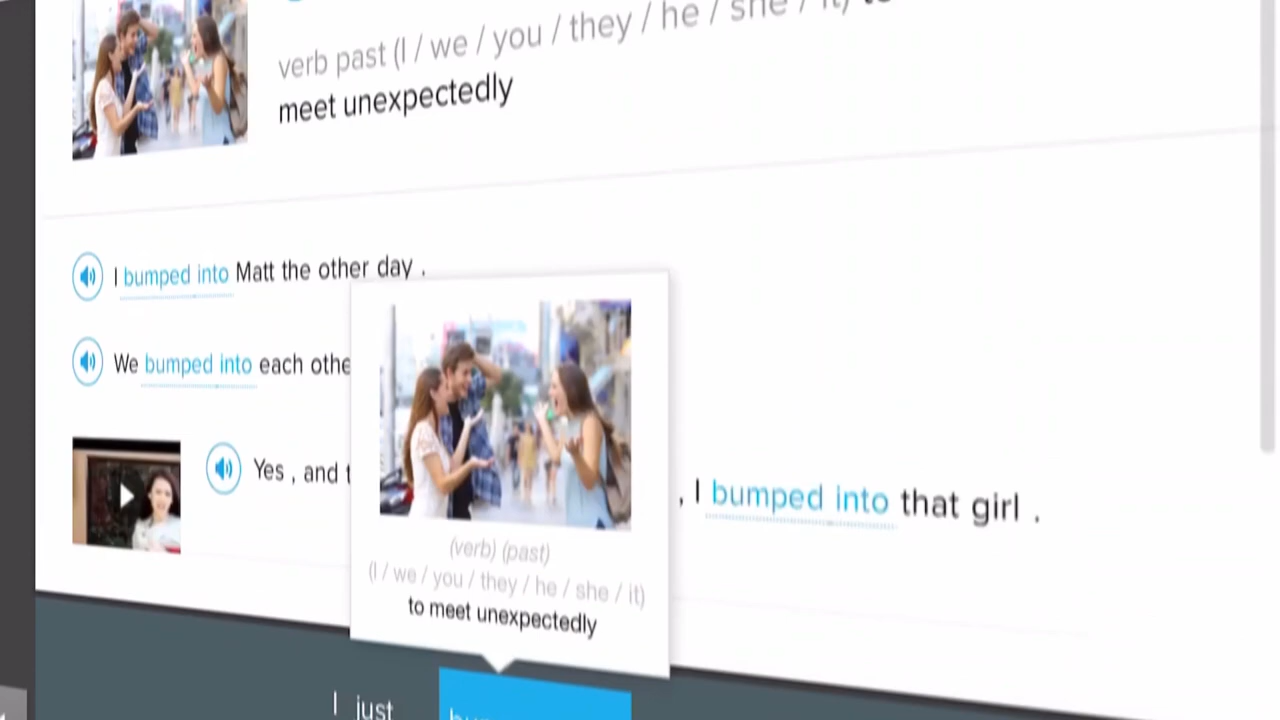 verb past (I / we / you / they / he / she / it) to
meet unexpectedly
I bumped into Matt the other day .
We bumped into each othe
Yes , and t
, I bumped into that girl .
(verb) (past)
(I / we / you / they / he / she / it)
to meet unexpectedly
I just